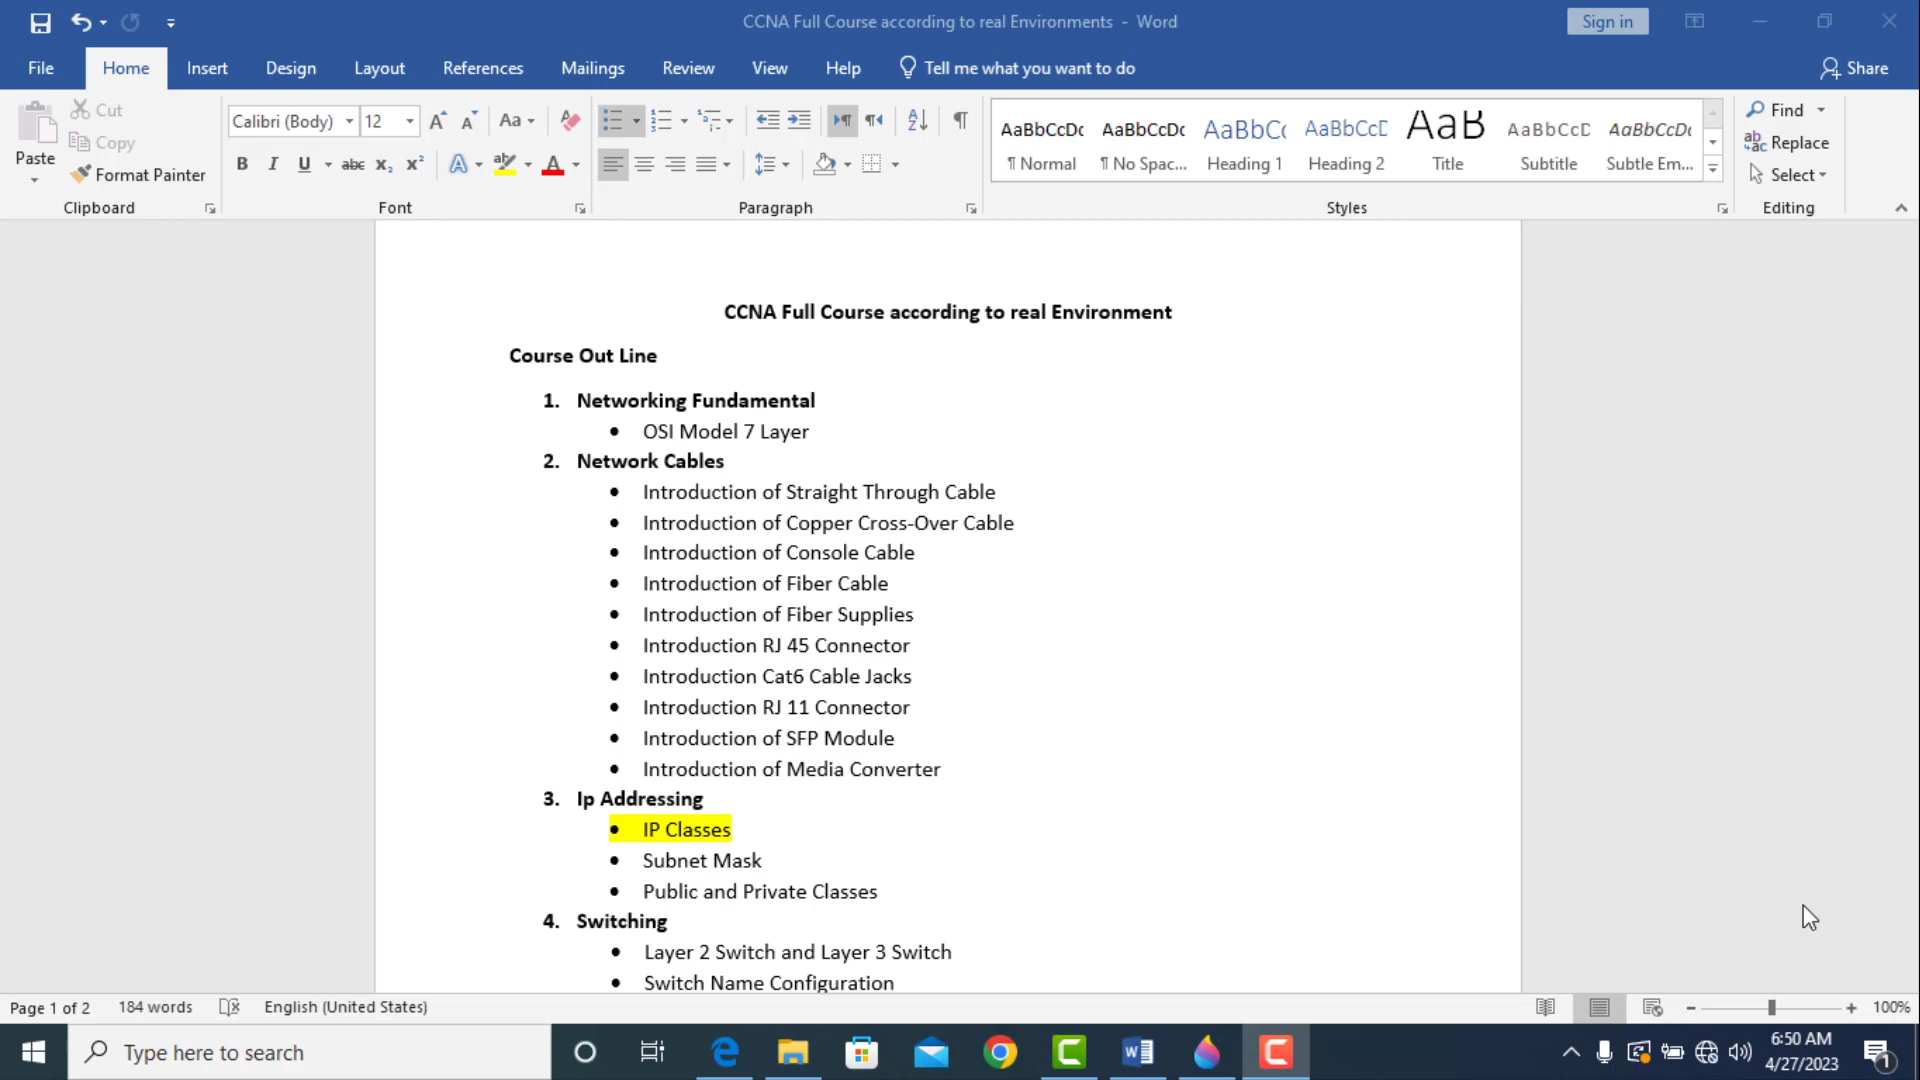 CCNA Full Course according to real Environments - Word
Sign in
File Home Insert Design Layout References Mailings Review View Help Tell me what you want to do Share
Paste
Cut
Copy
Format Painter
Clipboard
Calibri (Body) 12 Aa
B I U abc x₂ x² A ab A
Font
Paragraph
AaBbCcDc AaBbCcDc AaBbCc AaBbCcD AaB AaBbCcD AaBbCcDc
¶ Normal ¶ No Spac... Heading 1 Heading 2 Title Subtitle Subtle Em...
Styles
Find
Replace
Select
Editing
CCNA Full Course according to real Environment
Course Out Line
1. Networking Fundamental
• OSI Model 7 Layer
2. Network Cables
• Introduction of Straight Through Cable
• Introduction of Copper Cross-Over Cable
• Introduction of Console Cable
• Introduction of Fiber Cable
• Introduction of Fiber Supplies
• Introduction RJ 45 Connector
• Introduction Cat6 Cable Jacks
• Introduction RJ 11 Connector
• Introduction of SFP Module
• Introduction of Media Converter
3. Ip Addressing
• IP Classes
• Subnet Mask
• Public and Private Classes
4. Switching
• Layer 2 Switch and Layer 3 Switch
• Switch Name Configuration
Page 1 of 2 184 words English (United States) 100%
Type here to search
6:50 AM
4/27/2023
1